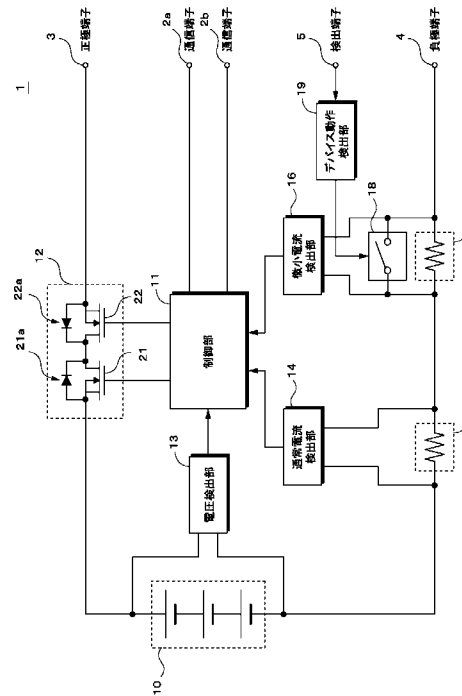 1
3
正極端子
2a
通信端子
2b
通信端子
5
検出端子
4
負極端子
12
22a
21a
22
21
11
制御部
13
電圧検出部
14
通常電流
検出部
16
微小電流
検出部
18
19
デバイス動作
検出部
10